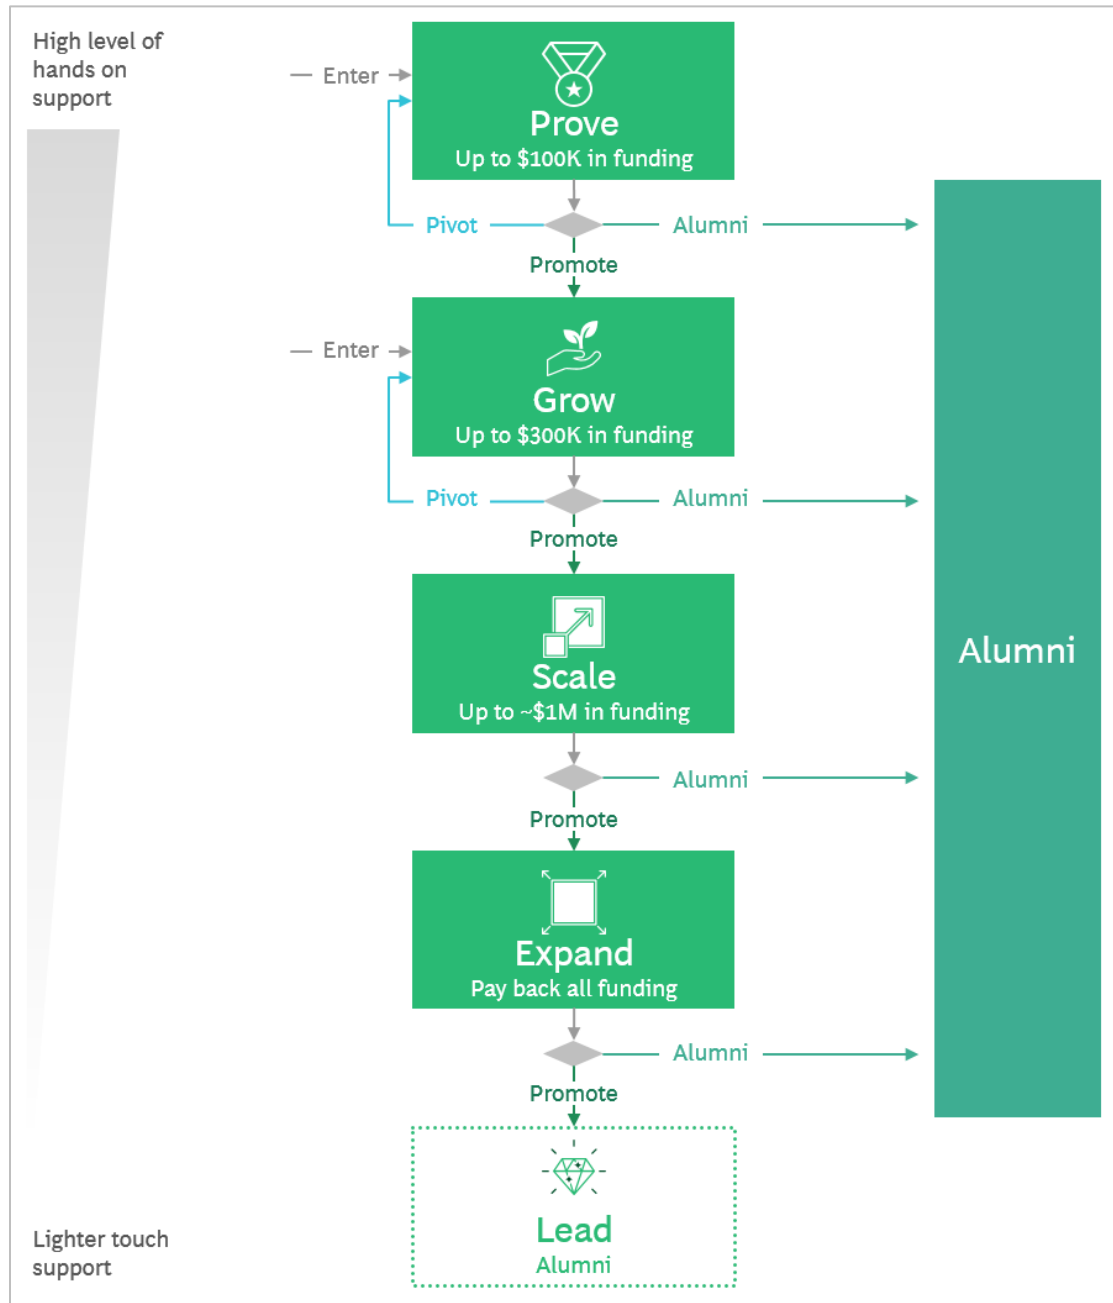 High level of
hands on
support
Enter
Prove
Up to $100K in funding
Pivot
Alumni
Promote
Enter
Grow
Up to $300K in funding
Pivot
Alumni
Promote
Scale
Up to ~$1M in funding
Alumni
Alumni
Promote
Expand
Pay back all funding
Alumni
Promote
Lead
Alumni
Lighter touch
support